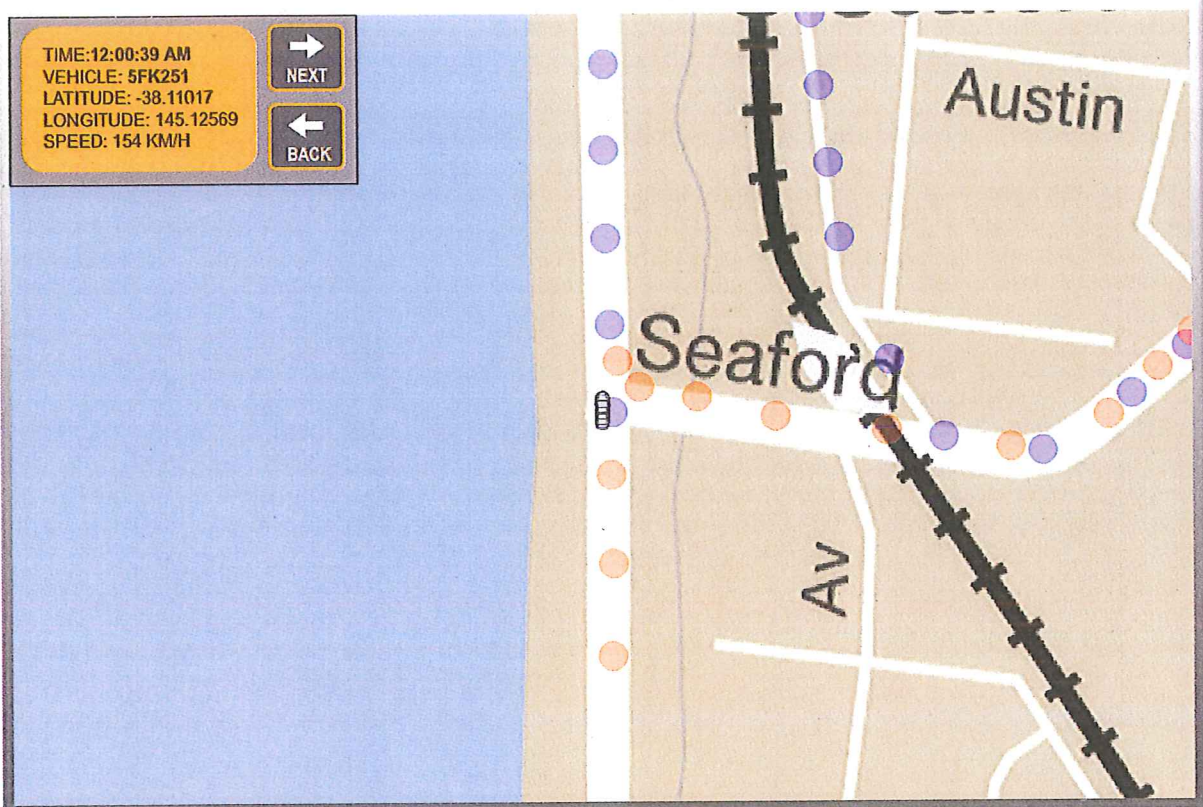 TIME:12:00:39 AM
VEHICLE: 5FK251
LATITUDE: -38.11017
LONGITUDE: 145.12569
SPEED: 154 KM/H
NEXT
BACK
Austin
Seaford
Av